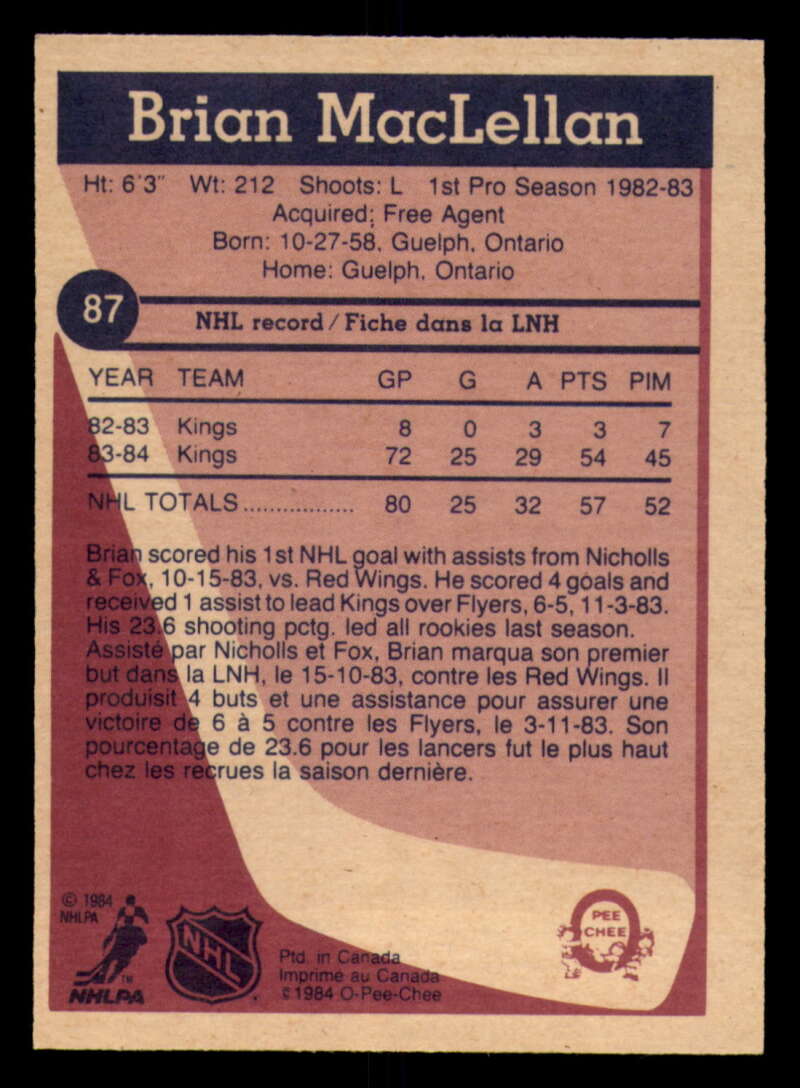 Brian MacLellan
Ht: 6'3" Wt: 212 Shoots: L 1st Pro Season 1982-83
Acquired: Free Agent
Born: 10-27-58, Guelph, Ontario
Home: Guelph, Ontario
87
NHL record / Fiche dans la LNH
YEAR TEAM GP G A PTS PIM
82-83 Kings 8 0 3 3 7
83-84 Kings 72 25 29 54 45
NHL TOTALS................. 80 25 32 57 52
Brian scored his 1st NHL goal with assists from Nicholls
& Fox, 10-15-83, vs. Red Wings. He scored 4 goals and
received 1 assist to lead Kings over Flyers, 6-5, 11-3-83.
His 23.6 shooting pctg. led all rookies last season.
Assisté par Nicholls et Fox, Brian marqua son premier
but dans la LNH, le 15-10-83, contre les Red Wings. Il
produisit 4 buts et une assistance pour assurer une
victoire de 6 à 5 contre les Flyers, le 3-11-83. Son
pourcentage de 23.6 pour les lancers fut le plus haut
chez les recrues la saison dernière.
© 1984
NHLPA
TM
NHLPA
NHL
Ptd. in Canada
Imprime au Canada
© 1984 O-Pee-Chee
PEE
CHEE